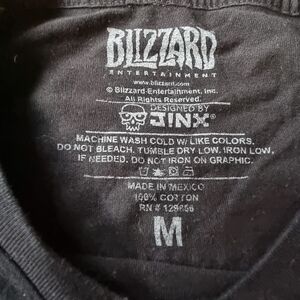 BLIZZARD
ENTERTAINMENT
www.blizzard.com
© Blizzard Entertainment, Inc.
All Rights Reserved.
DESIGNED BY
JINX®
MACHINE WASH COLD W/ LIKE COLORS.
DO NOT BLEACH. TUMBLE DRY LOW. IRON LOW,
IF NEEDED. DO NOT IRON ON GRAPHIC.
MADE IN MEXICO
100% COTTON
RN #
M